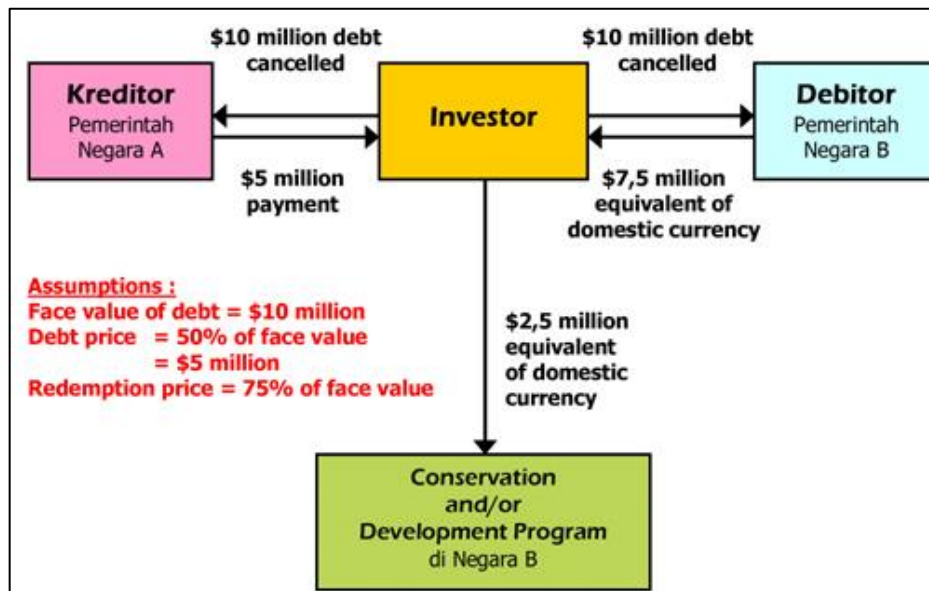 $10 million debt
cancelled
$10 million debt
cancelled
Kreditor
Pemerintah
Negara A
Investor
Debitor
Pemerintah
Negara B
$5 million
payment
$7,5 million
equivalent of
domestic currency
Assumptions :
Face value of debt = $10 million
Debt price = 50% of face value
= $5 million
Redemption price = 75% of face value
$2,5 million
equivalent
of domestic
currency
Conservation
and/or
Development Program
di Negara B